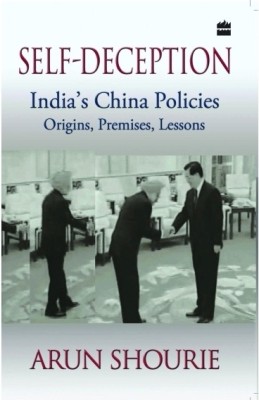 SELF-DECEPTION
India's China Policies
Origins, Premises, Lessons
ARUN SHOURIE